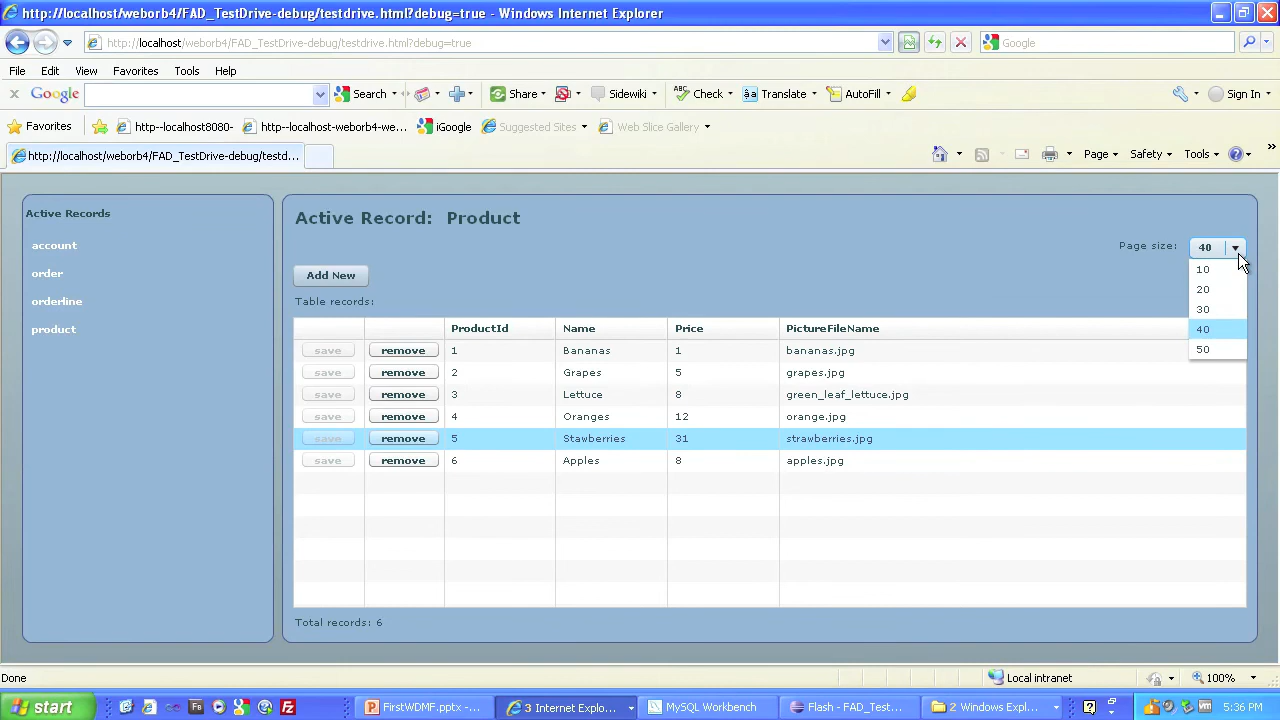 http://localhost/weborb4/FAD_TestDrive-debug/testdrive.html?debug=true - Windows Internet Explorer
http://localhost/weborb4/FAD_TestDrive-debug/testdrive.html?debug=true
Google
File Edit View Favorites Tools Help
Google Search Share Sidewiki ABC Check Translate AutoFill Sign In
Favorites http-localhost8080- http--localhost-weborb4-we... iGoogle Suggested Sites Web Slice Gallery
http://localhost/weborb4/FAD_TestDrive-debug/testd... Page Safety Tools
Active Records
account
order
orderline
product
Active Record: Product
Page size: 40
10
20
30
40
50
Add New
Table records:
ProductId Name Price PictureFileName
save remove 1 Bananas 1 bananas.jpg
save remove 2 Grapes 5 grapes.jpg
save remove 3 Lettuce 8 green_leaf_lettuce.jpg
save remove 4 Oranges 12 orange.jpg
save remove 5 Stawberries 31 strawberries.jpg
save remove 6 Apples 8 apples.jpg
Total records: 6
Done Local intranet 100%
start FirstWDMF.pptx -... 3 Internet Explo... MySQL Workbench Flash - FAD_Test... 2 Windows Expl... 5:36 PM